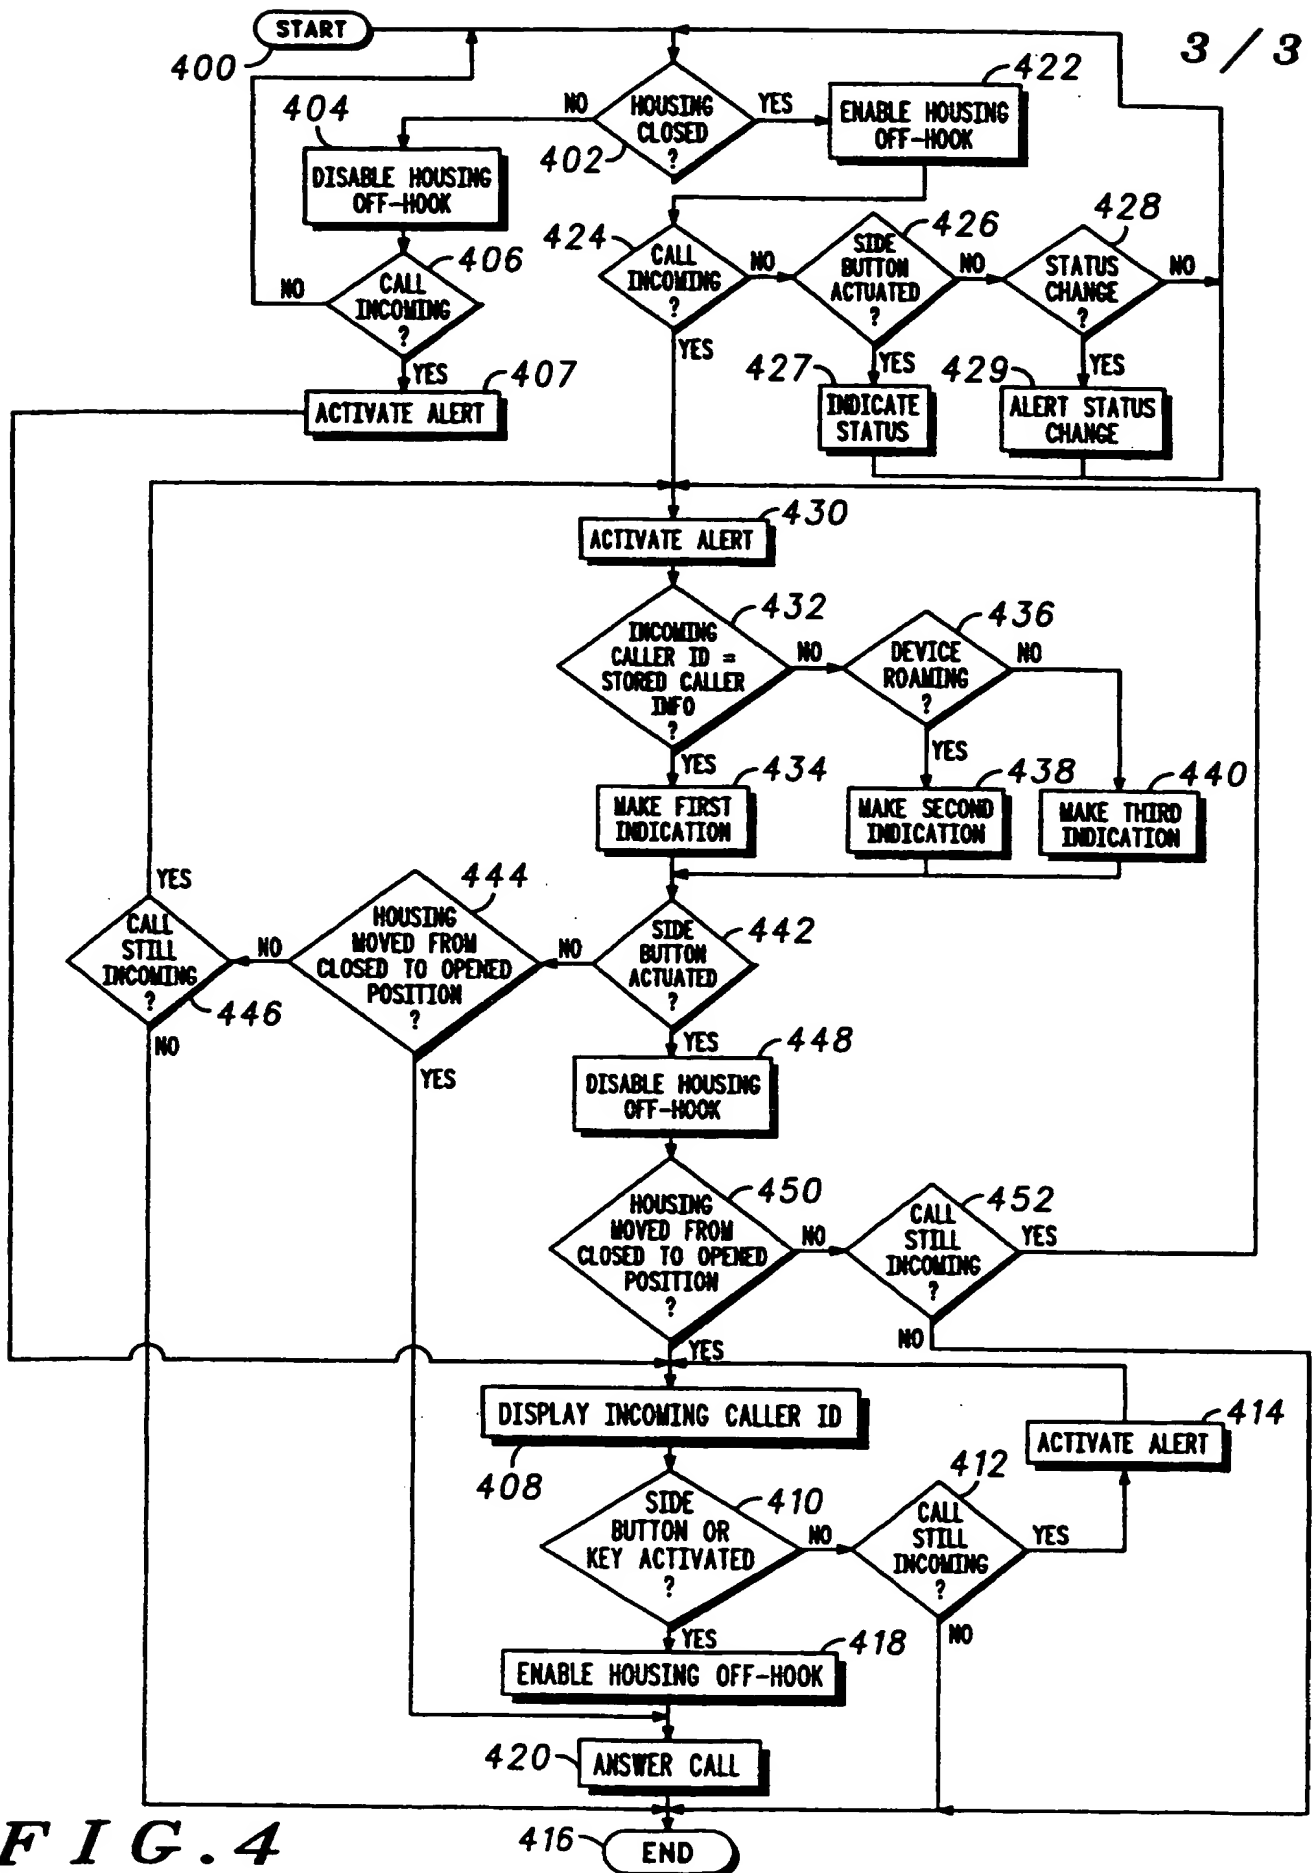 START
400
3/3
HOUSING
CLOSED
?
402
NO
YES
422
ENABLE HOUSING
OFF-HOOK
404
DISABLE HOUSING
OFF-HOOK
406
CALL
INCOMING
?
NO
YES
407
ACTIVATE ALERT
424
CALL
INCOMING
?
NO
YES
426
SIDE
BUTTON
ACTUATED
?
NO
YES
428
STATUS
CHANGE
?
NO
YES
427
INDICATE
STATUS
429
ALERT STATUS
CHANGE
430
ACTIVATE ALERT
432
INCOMING
CALLER ID =
STORED CALLER
INFO
?
NO
YES
436
DEVICE
ROAMING
?
NO
YES
434
MAKE FIRST
INDICATION
438
MAKE SECOND
INDICATION
440
MAKE THIRD
INDICATION
442
SIDE
BUTTON
ACTUATED
?
NO
YES
444
HOUSING
MOVED FROM
CLOSED TO OPENED
POSITION
?
NO
YES
446
CALL
STILL
INCOMING
?
YES
NO
448
DISABLE HOUSING
OFF-HOOK
450
HOUSING
MOVED FROM
CLOSED TO OPENED
POSITION
?
NO
YES
452
CALL
STILL
INCOMING
?
YES
NO
DISPLAY INCOMING CALLER ID
408
410
SIDE
BUTTON OR
KEY ACTIVATED
?
NO
YES
412
CALL
STILL
INCOMING
?
YES
NO
414
ACTIVATE ALERT
418
ENABLE HOUSING OFF-HOOK
420
ANSWER CALL
416
END
FIG.4